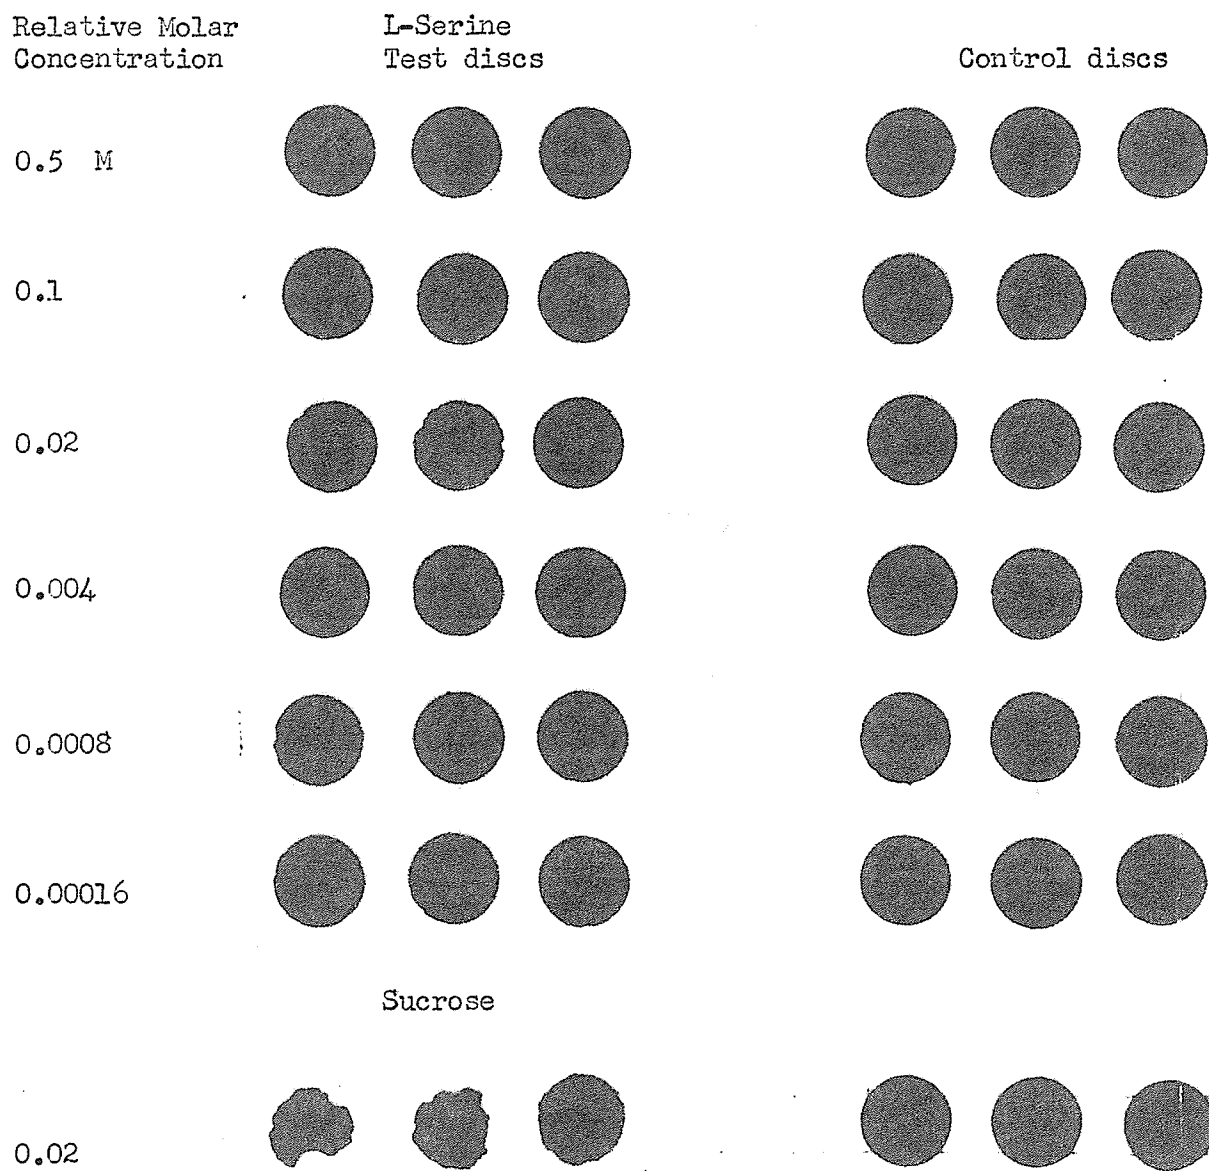 Relative Molar
Concentration
L-Serine
Test discs
Control discs
0.5 M
0.1
0.02
0.004
0.0008
0.00016
Sucrose
0.02